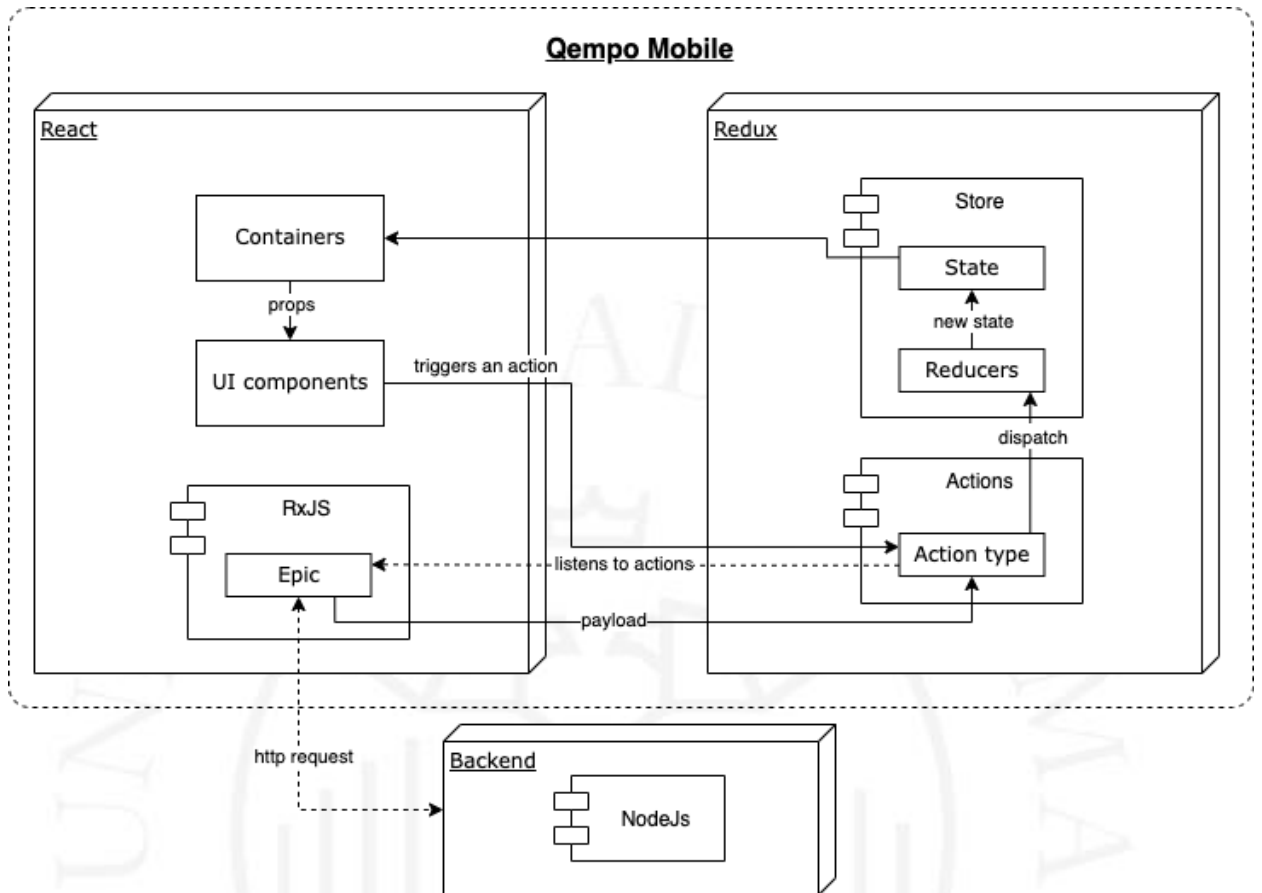 Qempo Mobile
React
Redux
Containers
props
UI components
triggers an action
Store
State
new state
Reducers
dispatch
Actions
Action type
RxJS
Epic
listens to actions
payload
http request
Backend
NodeJs